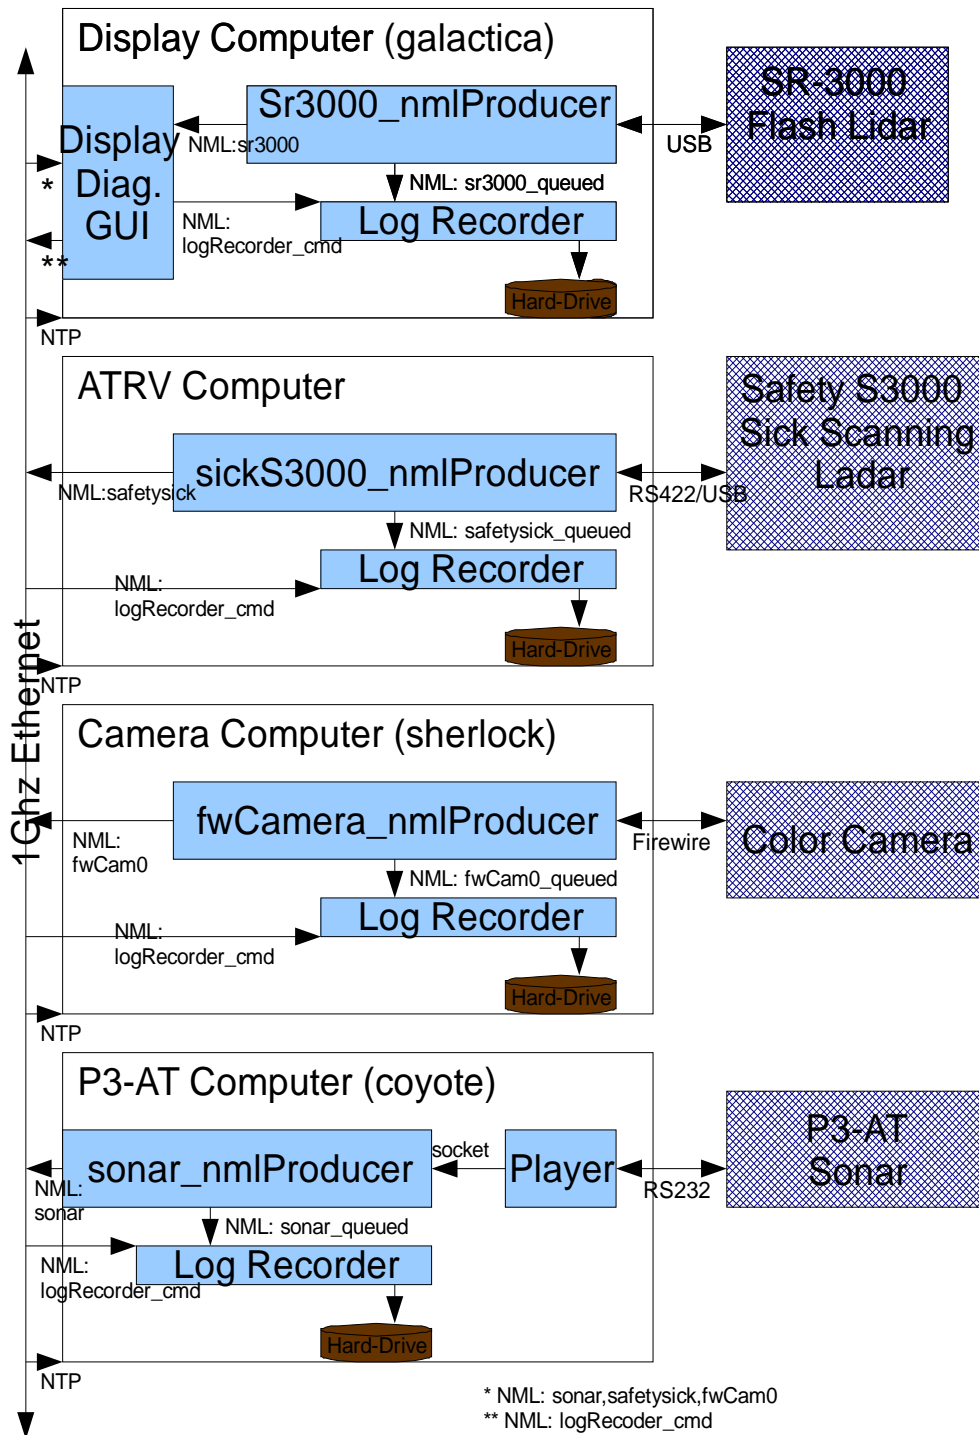 Display Computer (galactica)
Sr3000_nmlProducer
SR-3000
Flash Lidar
USB
Display
Diag.
GUI
NML:sr3000
NML: sr3000_queued
*
**
NML:
logRecorder_cmd
Log Recorder
Hard-Drive
NTP
ATRV Computer
sickS3000_nmlProducer
Safety S3000
Sick Scanning
Ladar
RS422/USB
NML:safetysick
NML: safetysick_queued
Log Recorder
NML:
logRecorder_cmd
Hard-Drive
NTP
1Ghz Ethernet
Camera Computer (sherlock)
fwCamera_nmlProducer
Firewire
Color Camera
NML:
fwCam0
NML: fwCam0_queued
Log Recorder
NML:
logRecorder_cmd
Hard-Drive
NTP
P3-AT Computer (coyote)
sonar_nmlProducer
socket
Player
RS232
P3-AT
Sonar
NML:
sonar
NML: sonar_queued
Log Recorder
NML:
logRecorder_cmd
Hard-Drive
NTP
* NML: sonar,safetysick,fwCam0
** NML: logRecoder_cmd